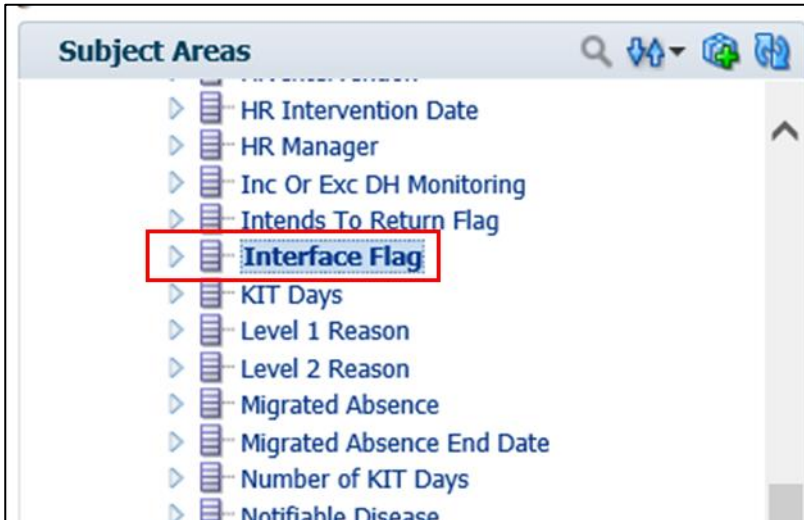 Subject Areas
HR Intervention Date
HR Manager
Inc Or Exc DH Monitoring
Intends To Return Flag
Interface Flag
KIT Days
Level 1 Reason
Level 2 Reason
Migrated Absence
Migrated Absence End Date
Number of KIT Days
Notifiable Disease